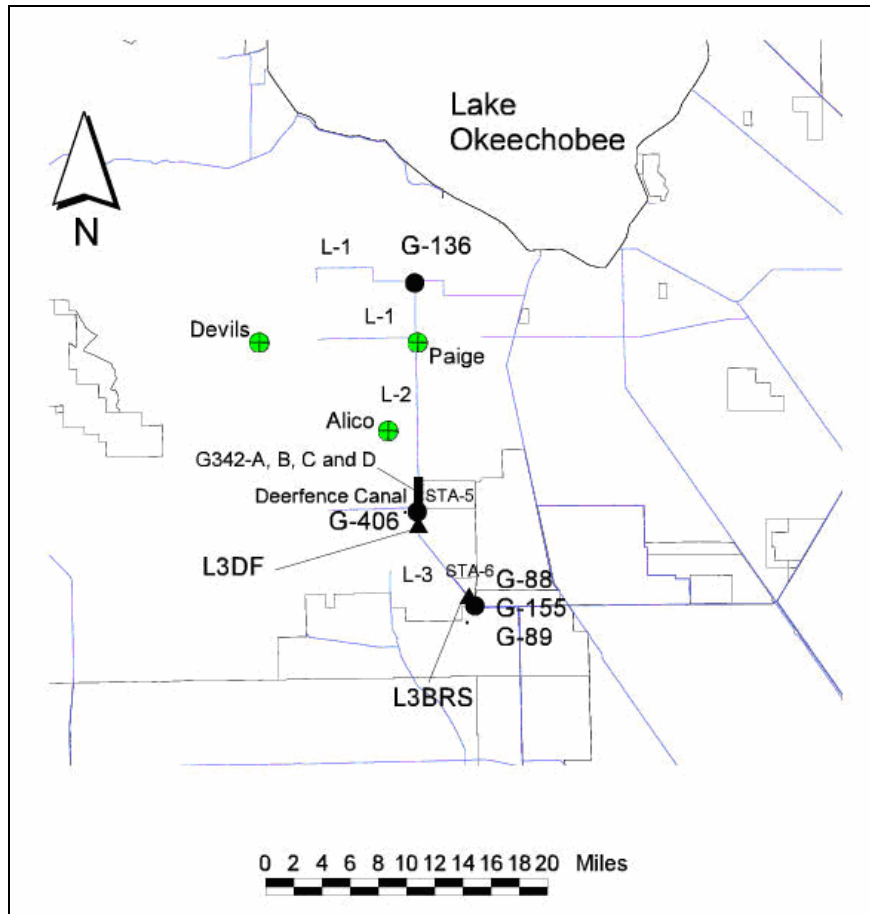 Lake
Okeechobee
N
L-1
G-136
L-1
Devils
Paige
L-2
Alico
G342-A, B, C and D
Deerfence Canal
STA-5
G-406
L3DF
L-3
STA-6
G-88
G-155
G-89
L3BRS
0 2 4 6 8 10 12 14 16 18 20 Miles